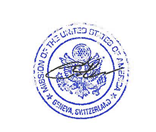 MISSION OF THE UNITED STATES OF AMERICA
GENEVA, SWITZERLAND